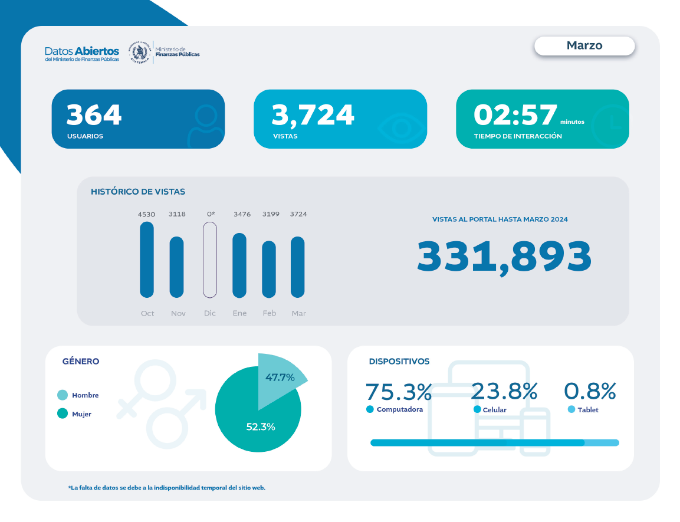 Datos Abiertos
del Ministerio de Finanzas Públicas
Ministerio de
Finanzas Públicas
Marzo
364
USUARIOS
3,724
VISTAS
02:57 minutos
TIEMPO DE INTERACCIÓN
HISTÓRICO DE VISTAS
4530 3118 0* 3476 3199 3724
Oct Nov Dic Ene Feb Mar
VISTAS AL PORTAL HASTA MARZO 2024
331,893
GÉNERO
Hombre
Mujer
47.7%
52.3%
DISPOSITIVOS
75.3% 23.8% 0.8%
Computadora Celular Tablet
*La falta de datos se debe a la indisponibilidad temporal del sitio web.